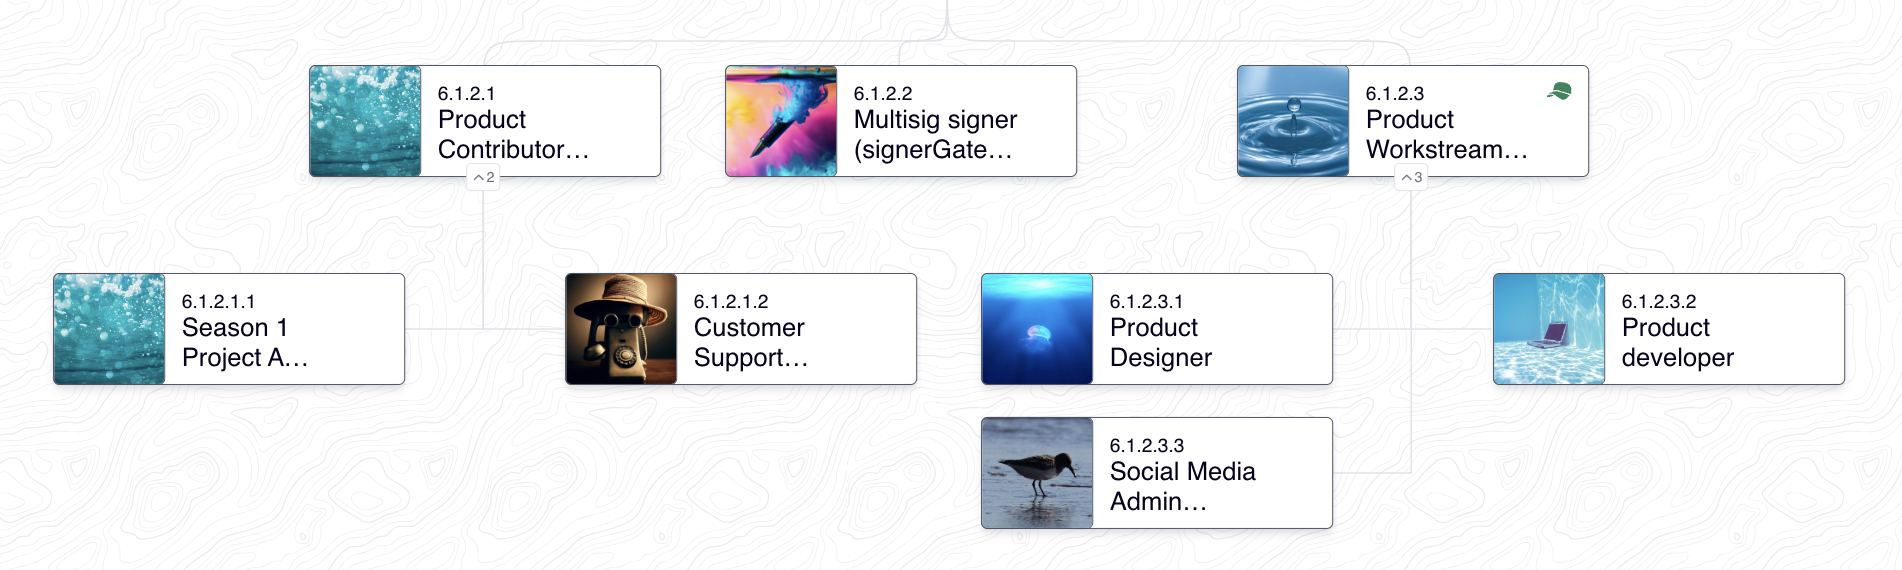 6.1.2.1
Product
Contributor...
2
6.1.2.2
Multisig signer
(signerGate...
6.1.2.3
Product
Workstream...
3
6.1.2.1.1
Season 1
Project A...
6.1.2.1.2
Customer
Support...
6.1.2.3.1
Product
Designer
6.1.2.3.2
Product
developer
6.1.2.3.3
Social Media
Admin...